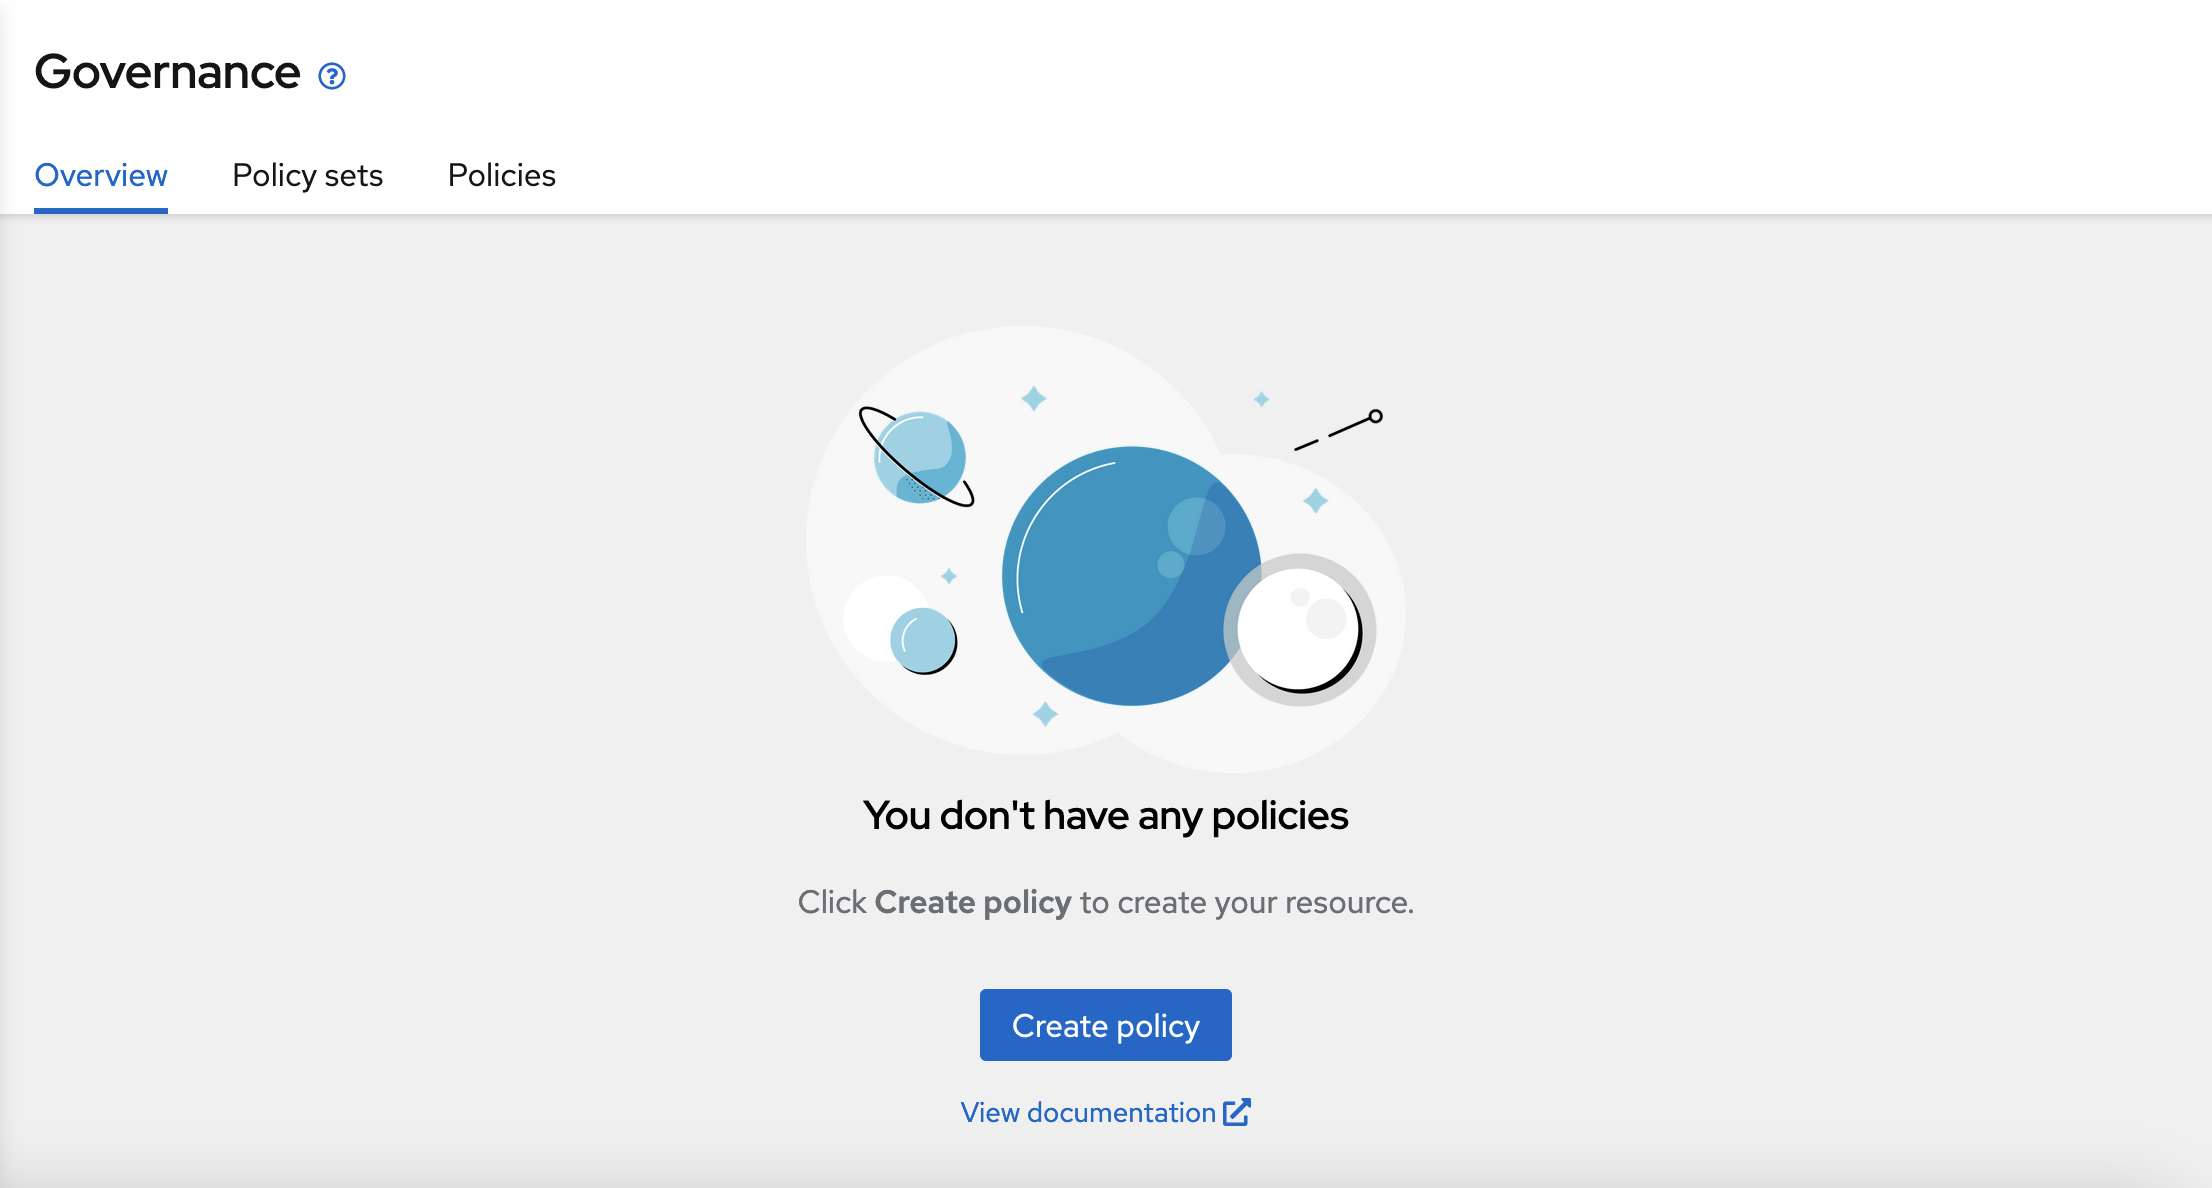 Governance
Overview Policy sets Policies
You don't have any policies
Click Create policy to create your resource.
Create policy
View documentation